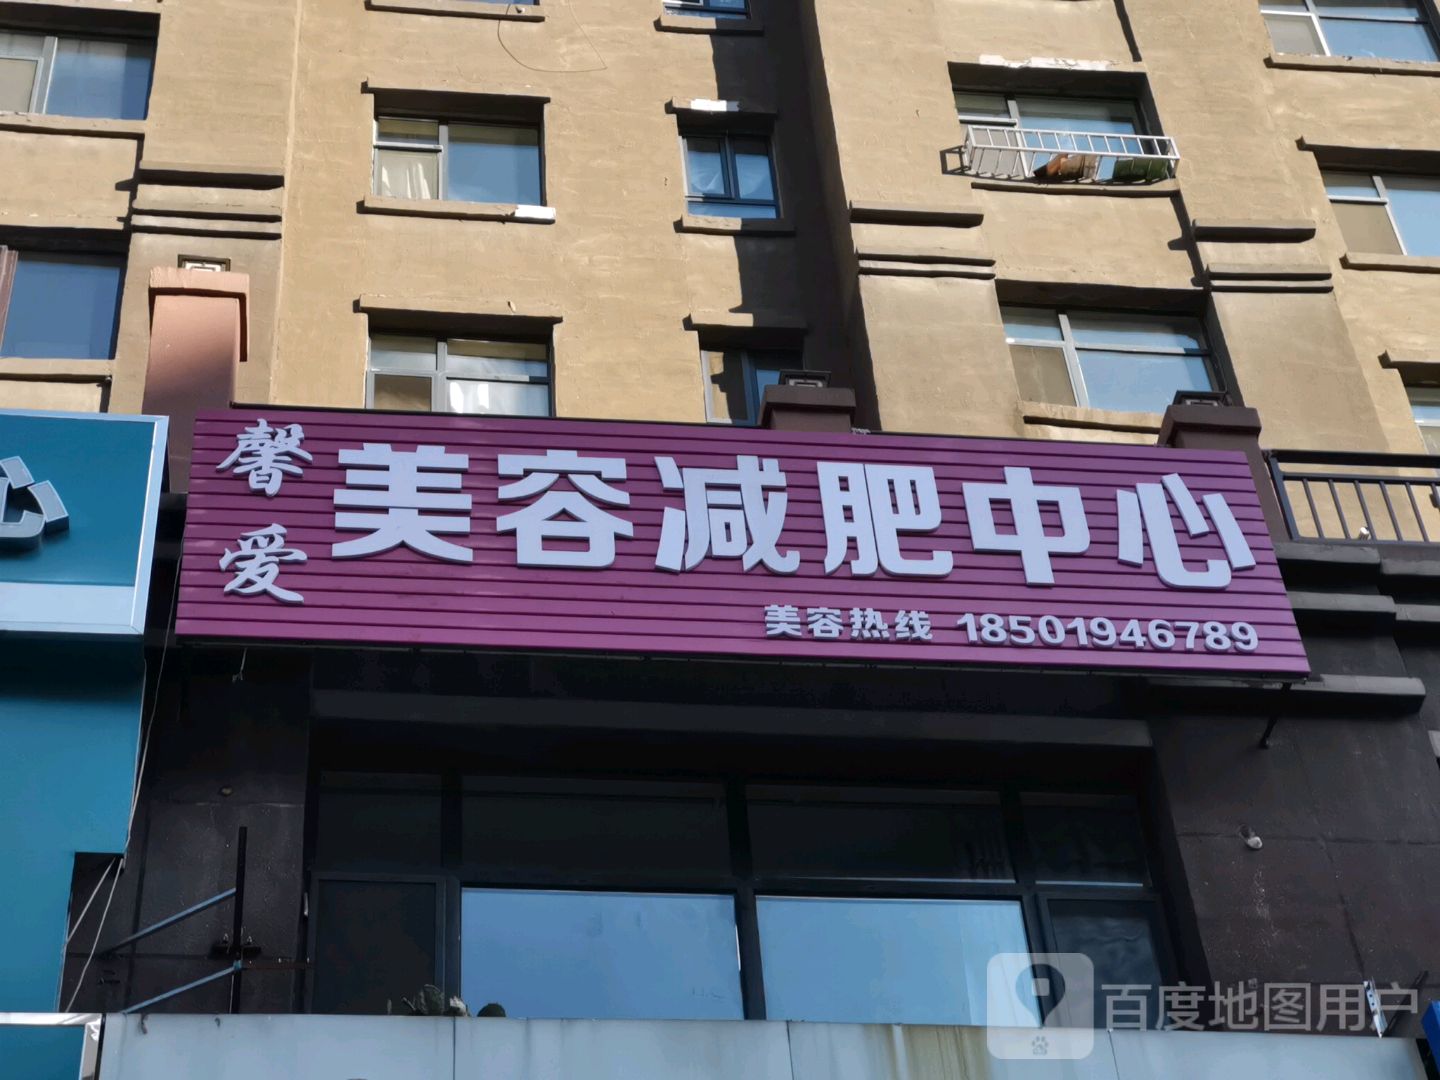 馨爱
美容减肥中心
美容热线 18501946789
心
百度地图用户